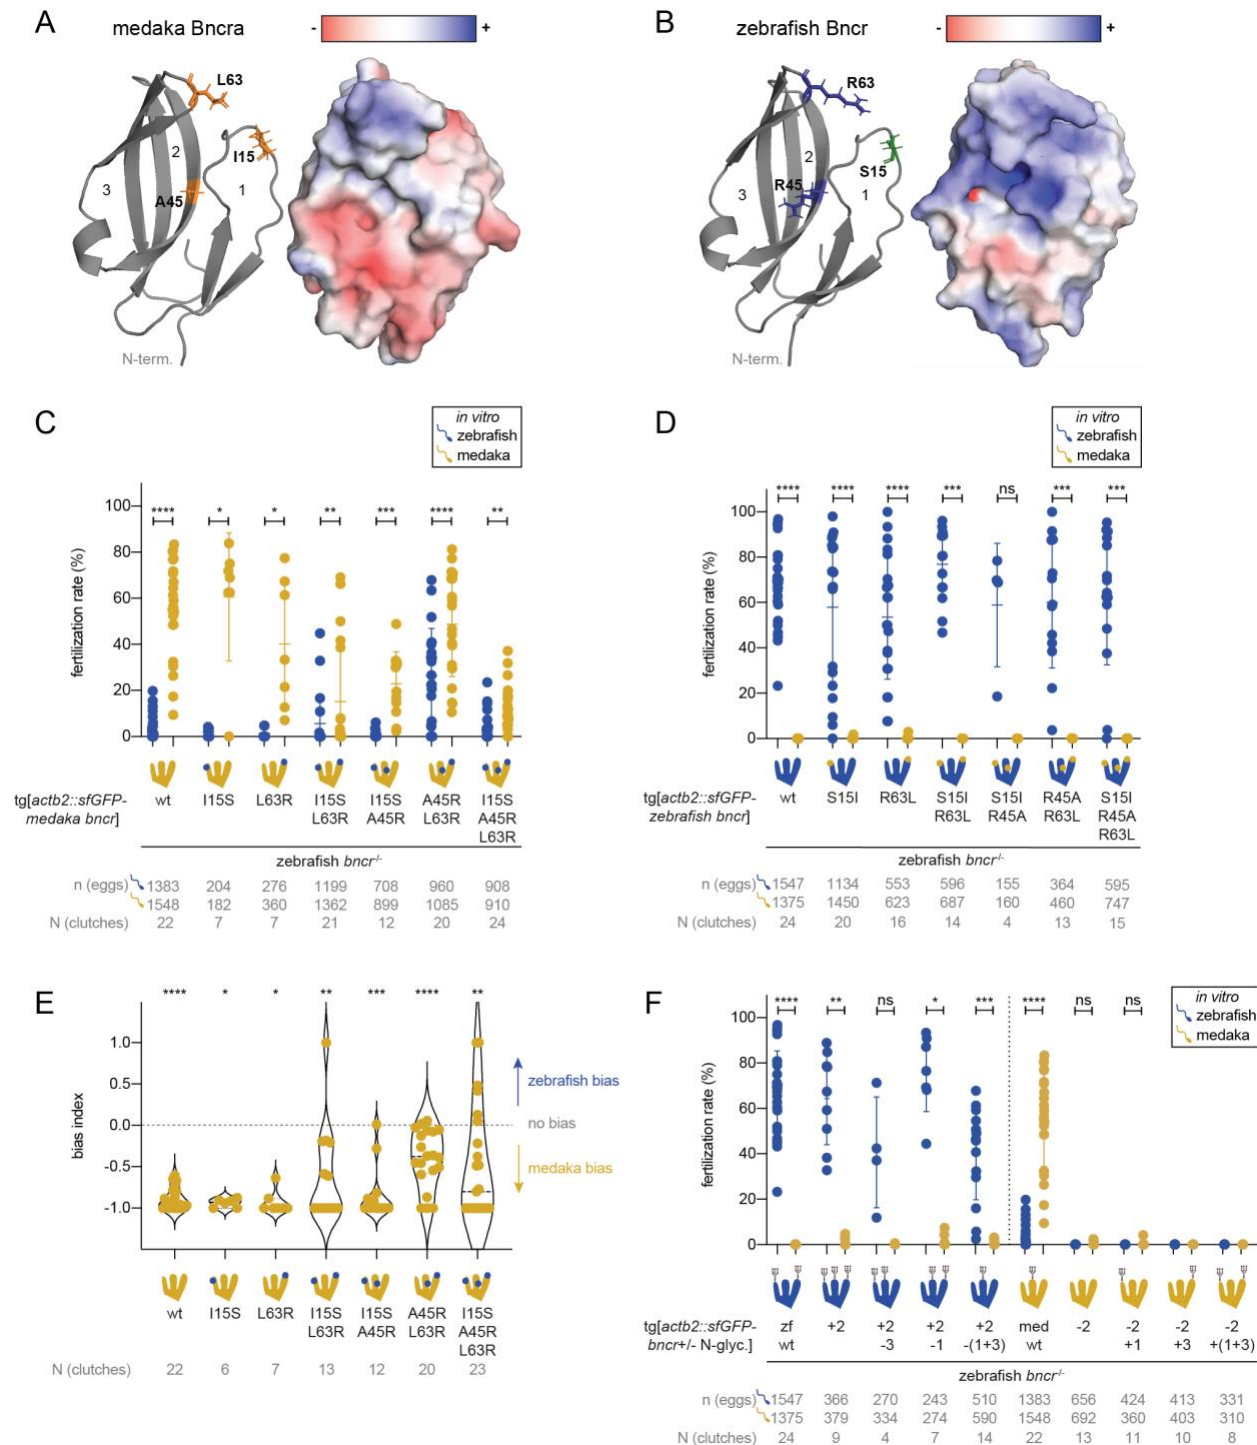 A
medaka Bncra
-
+
L63
I15
A45
2
3
1
N-term.
B
zebrafish Bncr
-
+
R63
S15
R45
2
3
1
N-term.
C
in vitro
zebrafish
medaka
fertilization rate (%)
100
80
60
40
20
0
**** * * ** *** **** **
tg[actb2::sfGFP-
medaka bncr]
wt I15S L63R I15S I15S A45R I15S
L63R A45R L63R A45R
L63R
zebrafish bncr-/-
n (eggs) 1383 204 276 1199 708 960 908
1548 182 360 1362 899 1085 910
N (clutches) 22 7 7 21 12 20 24
D
in vitro
zebrafish
medaka
fertilization rate (%)
100
80
60
40
20
0
**** **** **** *** ns *** ***
tg[actb2::sfGFP-
zebrafish bncr]
wt S15I R63L S15I S15I R45A S15I
R63L R45A R63L R45A
R63L
zebrafish bncr-/-
n (eggs) 1547 1134 553 596 155 364 595
1375 1450 623 687 160 460 747
N (clutches) 24 20 16 14 4 13 15
E
**** * * ** *** **** **
bias index
1.0
0.5
0.0
-0.5
-1.0
zebrafish bias
no bias
medaka bias
wt I15S L63R I15S I15S A45R I15S
L63R A45R L63R A45R
L63R
N (clutches) 22 6 7 13 12 20 23
F
in vitro
zebrafish
medaka
fertilization rate (%)
100
80
60
40
20
0
**** ** ns * *** **** ns ns
tg[actb2::sfGFP-
bncr+/- N-glyc.]
zf +2 +2 +2 +2 med -2 -2 -2 -2
wt -3 -1 -(1+3) wt +1 +3 +(1+3)
zebrafish bncr-/-
n (eggs) 1547 366 270 243 510 1383 656 424 413 331
1375 379 334 274 590 1548 692 360 403 310
N (clutches) 24 9 4 7 14 22 13 11 10 8